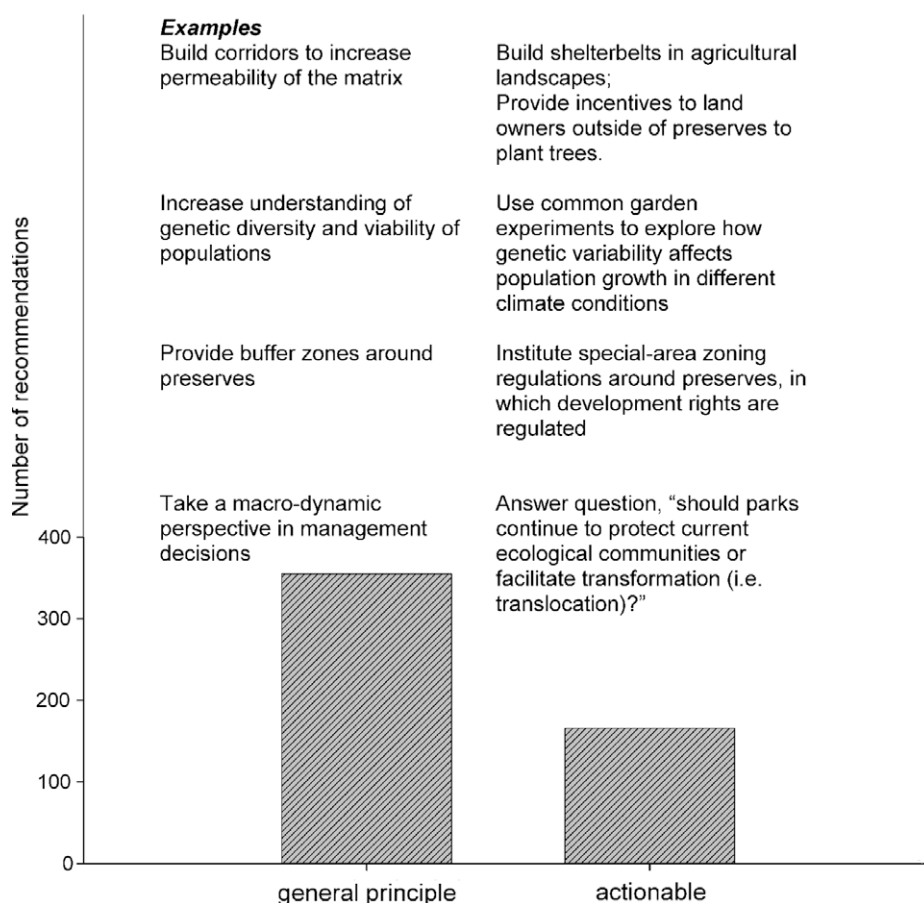 Examples
Build corridors to increase
permeability of the matrix
Build shelterbelts in agricultural
landscapes;
Provide incentives to land
owners outside of preserves to
plant trees.
Increase understanding of
genetic diversity and viability of
populations
Use common garden
experiments to explore how
genetic variability affects
population growth in different
climate conditions
Provide buffer zones around
preserves
Institute special-area zoning
regulations around preserves, in
which development rights are
regulated
Take a macro-dynamic
perspective in management
decisions
Answer question, “should parks
continue to protect current
ecological communities or
facilitate transformation (i.e.
translocation)?”
Number of recommendations
400
300
200
100
0
general principle
actionable